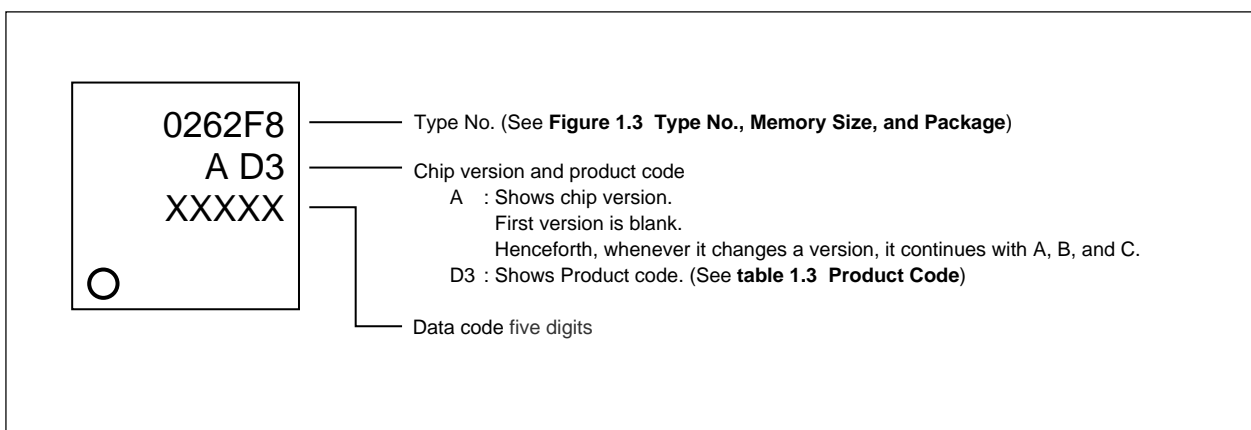 0262F8
A D3
XXXXX
Type No. (See Figure 1.3 Type No., Memory Size, and Package)
Chip version and product code
A : Shows chip version.
First version is blank.
Henceforth, whenever it changes a version, it continues with A, B, and C.
D3 : Shows Product code. (See table 1.3 Product Code)
Data code five digits